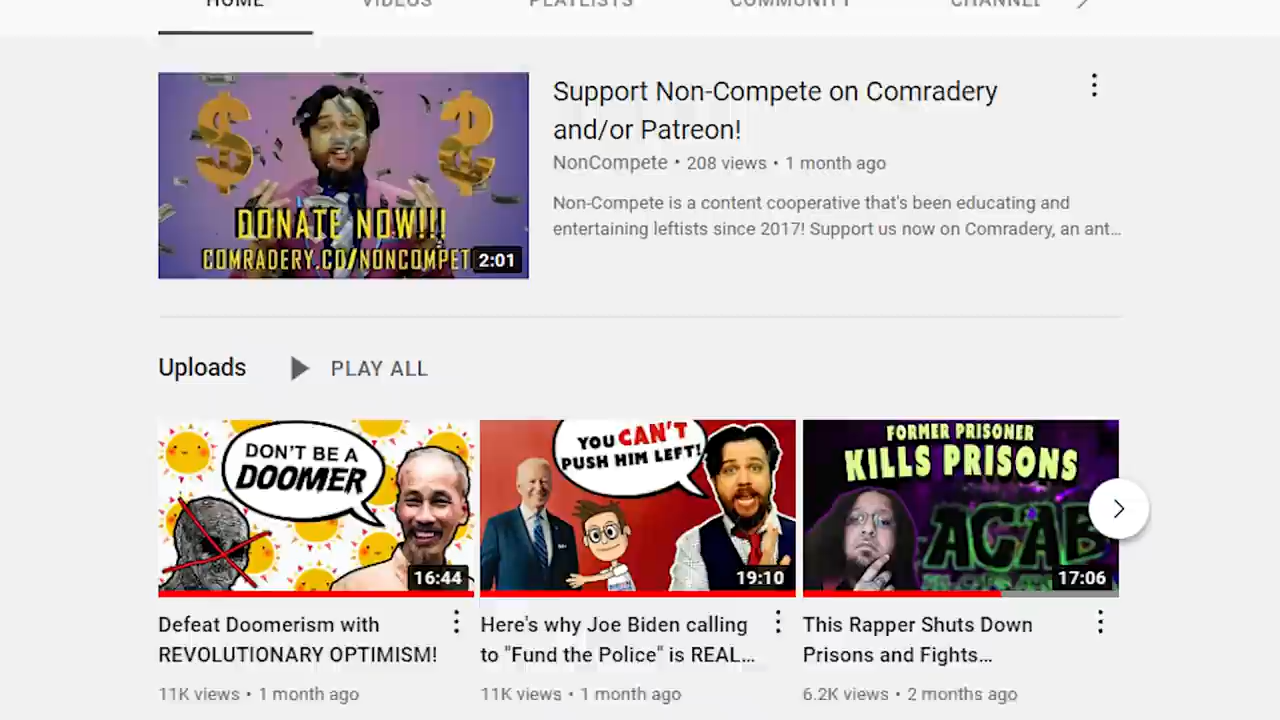 HOME VIDEOS PLAYLISTS COMMUNITY CHANNEL
Support Non-Compete on Comradery
and/or Patreon!
NonCompete • 208 views • 1 month ago
Non-Compete is a content cooperative that's been educating and
entertaining leftists since 2017! Support us now on Comradery, an ant...
DONATE NOW!!!
COMRADERY.CO/NONCOMPET
2:01
Uploads PLAY ALL
DON'T BE A
DOOMER
16:44
YOU CAN'T
PUSH HIM LEFT!
19:10
FORMER PRISONER
KILLS PRISONS
ACAB
17:06
Defeat Doomerism with
REVOLUTIONARY OPTIMISM!
11K views • 1 month ago
Here's why Joe Biden calling
to "Fund the Police" is REAL...
11K views • 1 month ago
This Rapper Shuts Down
Prisons and Fights...
6.2K views • 2 months ago